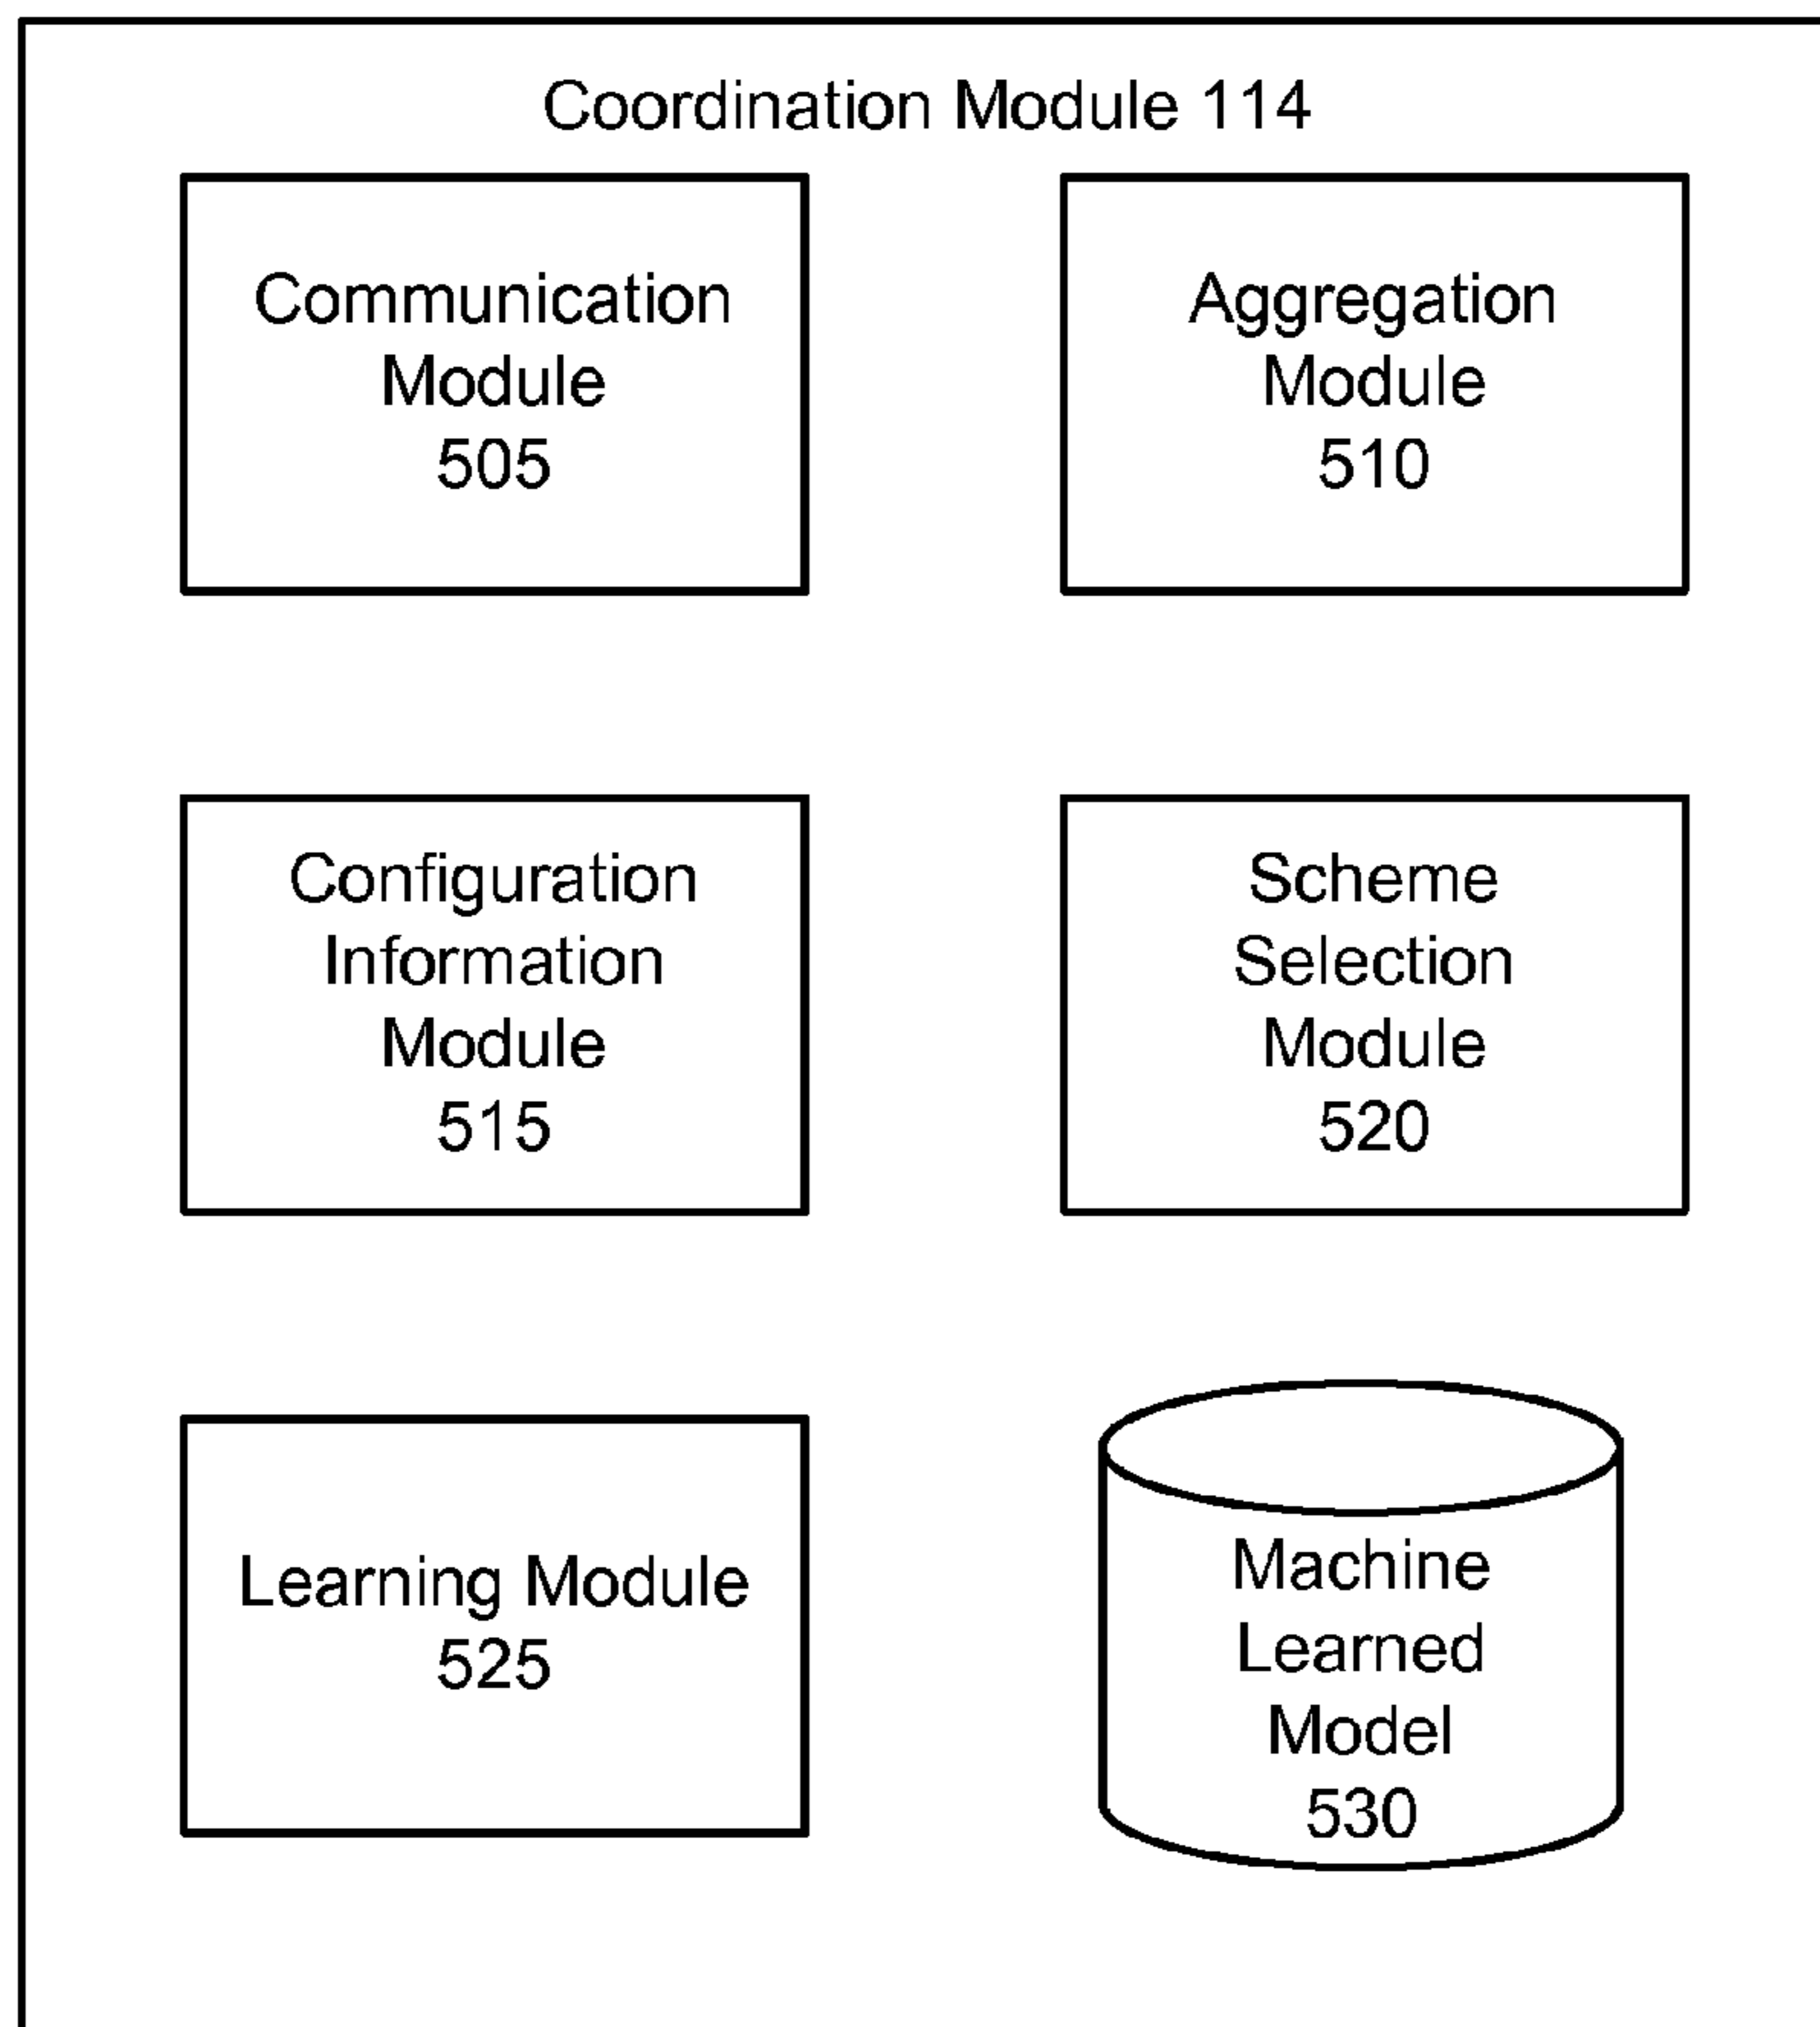 Coordination Module 114
Communication
Module
505
Aggregation
Module
510
Configuration
Information
Module
515
Scheme
Selection
Module
520
Learning Module
525
Machine
Learned
Model
530